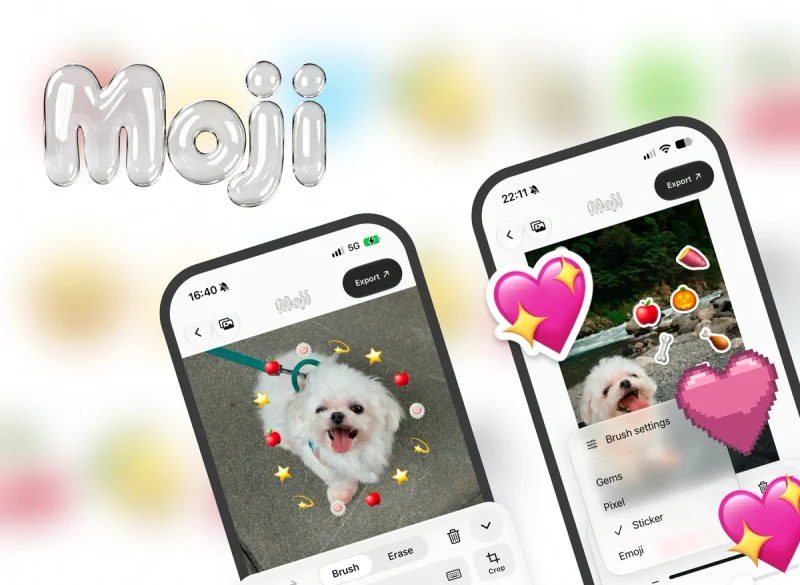 Moji
16:40
5G
Export ↗
Moji
Brush
Erase
Crop
22:11
Export ↗
Moji
Brush settings
Gems
Pixel
✓ Sticker
Emoji